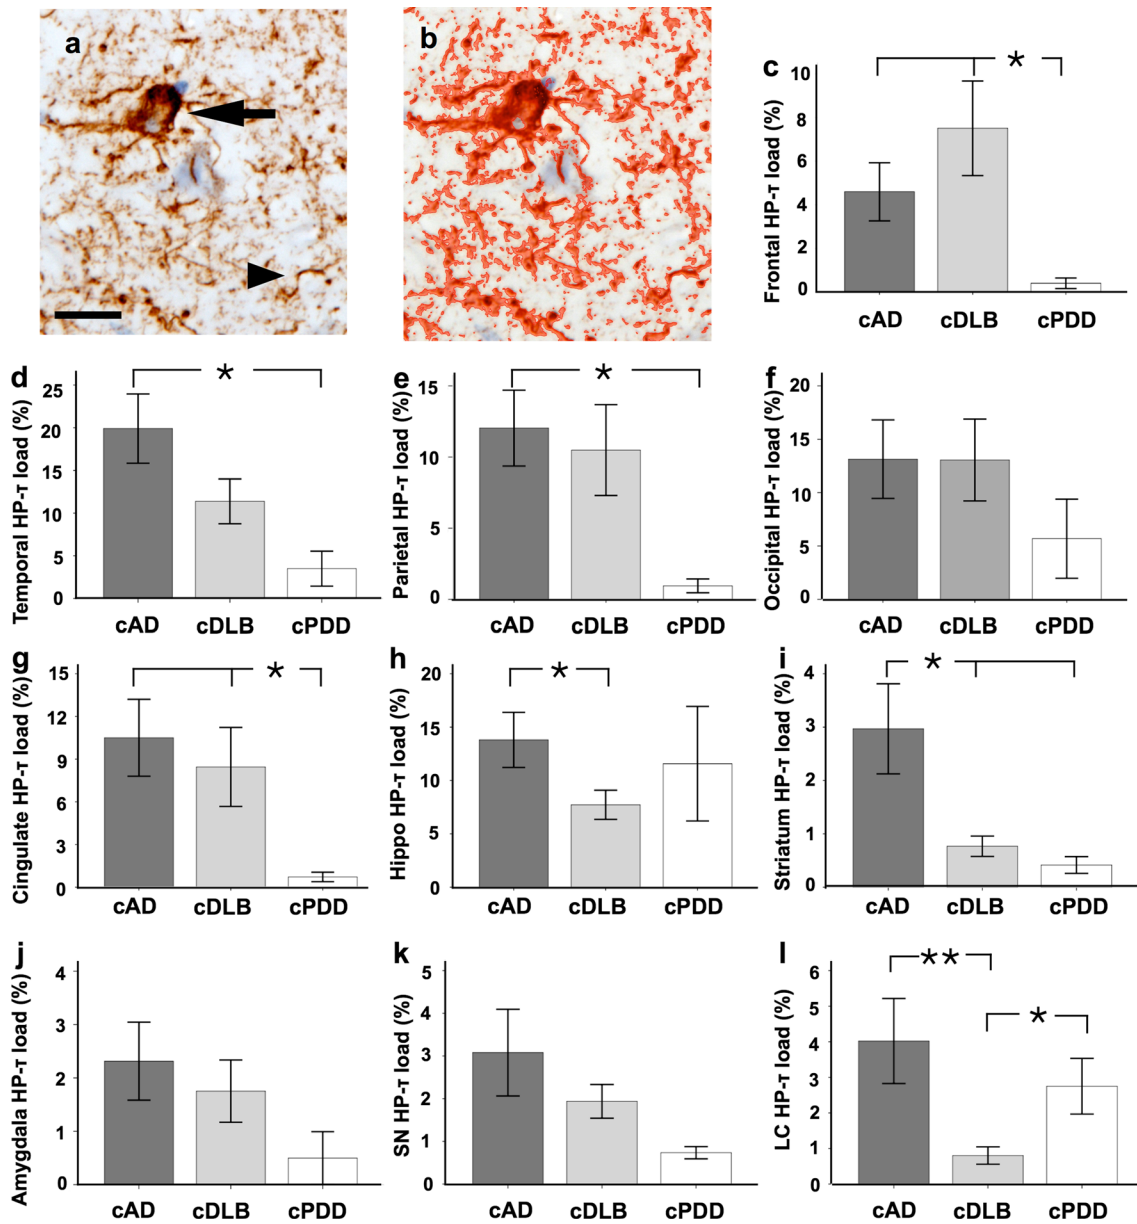 a
b
c
Frontal HP-τ load (%)
10
8
6
4
2
0
*
cAD cDLB cPDD
d
Temporal HP-τ load (%)
25
20
15
10
5
0
*
cAD cDLB cPDD
e
Parietal HP-τ load (%)
15
10
5
0
*
cAD cDLB cPDD
f
Occipital HP-τ load (%)
20
15
10
5
0
cAD cDLB cPDD
g
Cingulate HP-τ load (%)
15
12
9
6
3
0
*
cAD cDLB cPDD
h
Hippo HP-τ load (%)
20
15
10
5
0
*
cAD cDLB cPDD
i
Striatum HP-τ load (%)
4
3
2
1
0
*
cAD cDLB cPDD
j
Amygdala HP-τ load (%)
4
3
2
1
0
cAD cDLB cPDD
k
SN HP-τ load (%)
5
4
3
2
1
0
cAD cDLB cPDD
l
LC HP-τ load (%)
6
5
4
3
2
1
0
**
*
cAD cDLB cPDD